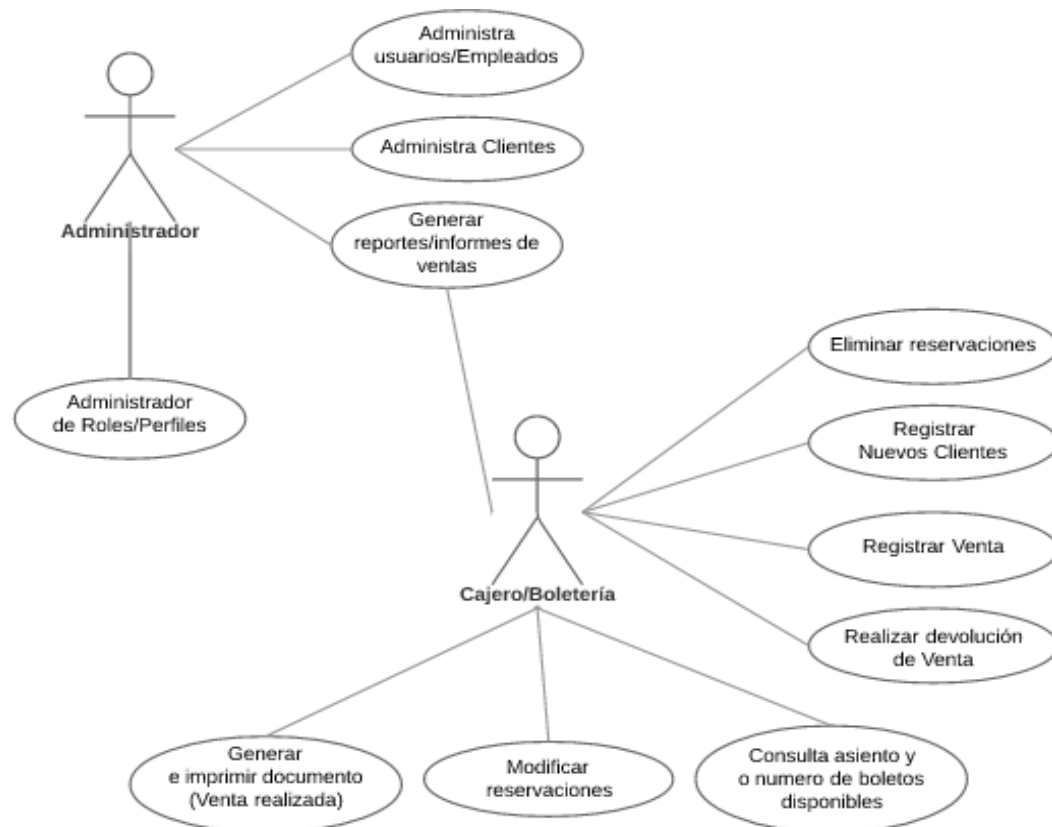 Administra
usuarios/Empleados
Administra Clientes
Generar
reportes/informes de
ventas
Administrador
Administrador
de Roles/Perfiles
Eliminar reservaciones
Registrar
Nuevos Clientes
Registrar Venta
Realizar devolución
de Venta
Cajero/Boletería
Generar
e imprimir documento
(Venta realizada)
Modificar
reservaciones
Consulta asiento y
o numero de boletos
disponibles